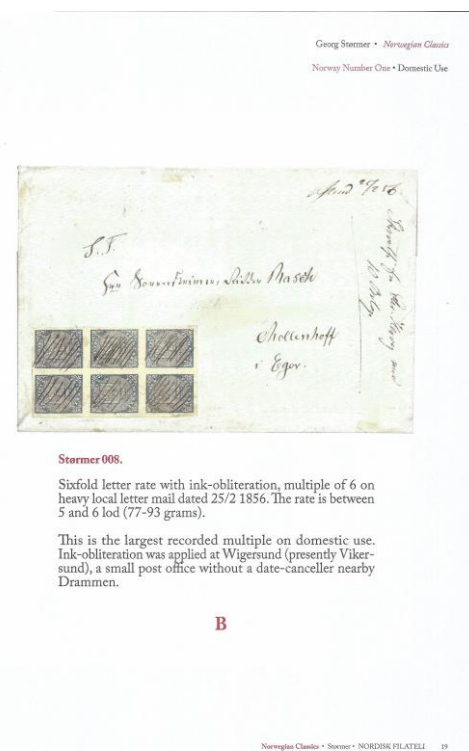 Georg Størmer • Norwegian Classics
Norway Number One • Domestic Use
S. T.
Mollenhoff
i Eger.
Størmer 008.
Sixfold letter rate with ink-obliteration, multiple of 6 on
heavy local letter mail dated 25/2 1856. The rate is between
5 and 6 lod (77-93 grams).
This is the largest recorded multiple on domestic use.
Ink-obliteration was applied at Wigersund (presently Viker-
sund), a small post office without a date-canceller nearby
Drammen.
B
Norwegian Classics • Størmer • NORDISK FILATELI 19